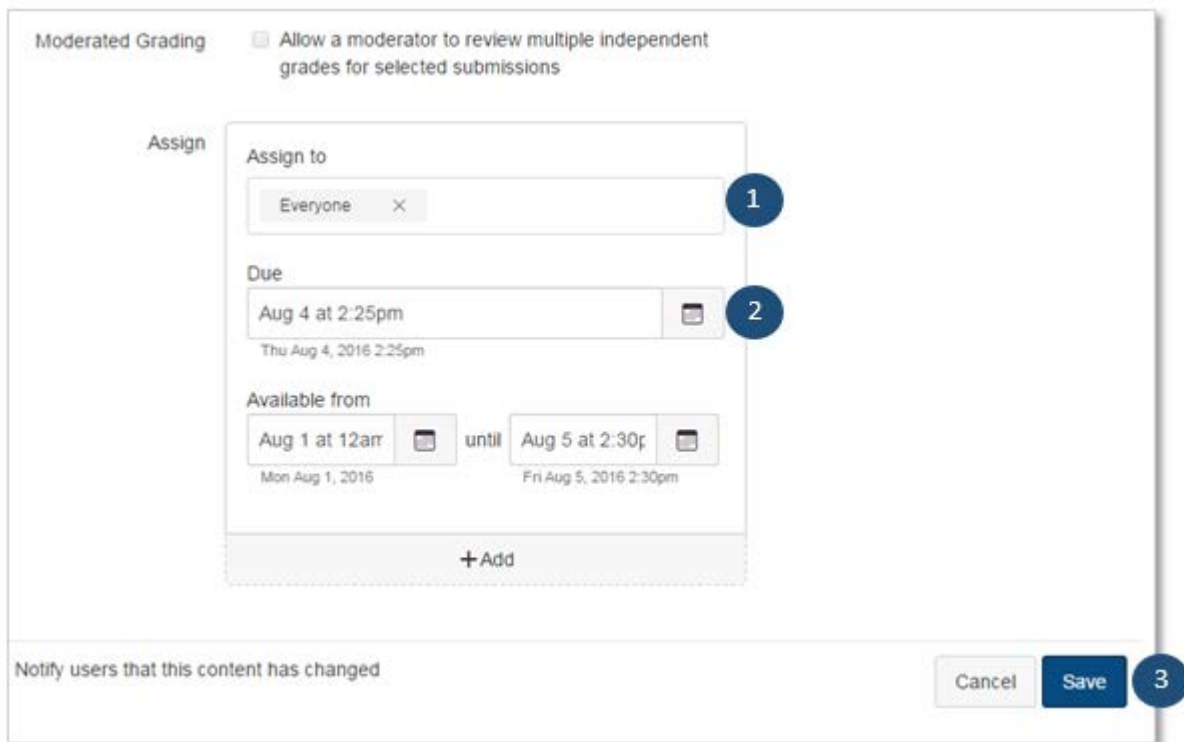 Moderated Grading
Allow a moderator to review multiple independent
grades for selected submissions
Assign
Assign to
Everyone ×
1
Due
Aug 4 at 2:25pm
2
Thu Aug 4, 2016 2:25pm
Available from
Aug 1 at 12am until Aug 5 at 2:30p
Mon Aug 1, 2016 Fri Aug 5, 2016 2:30pm
+Add
Notify users that this content has changed
Cancel Save 3